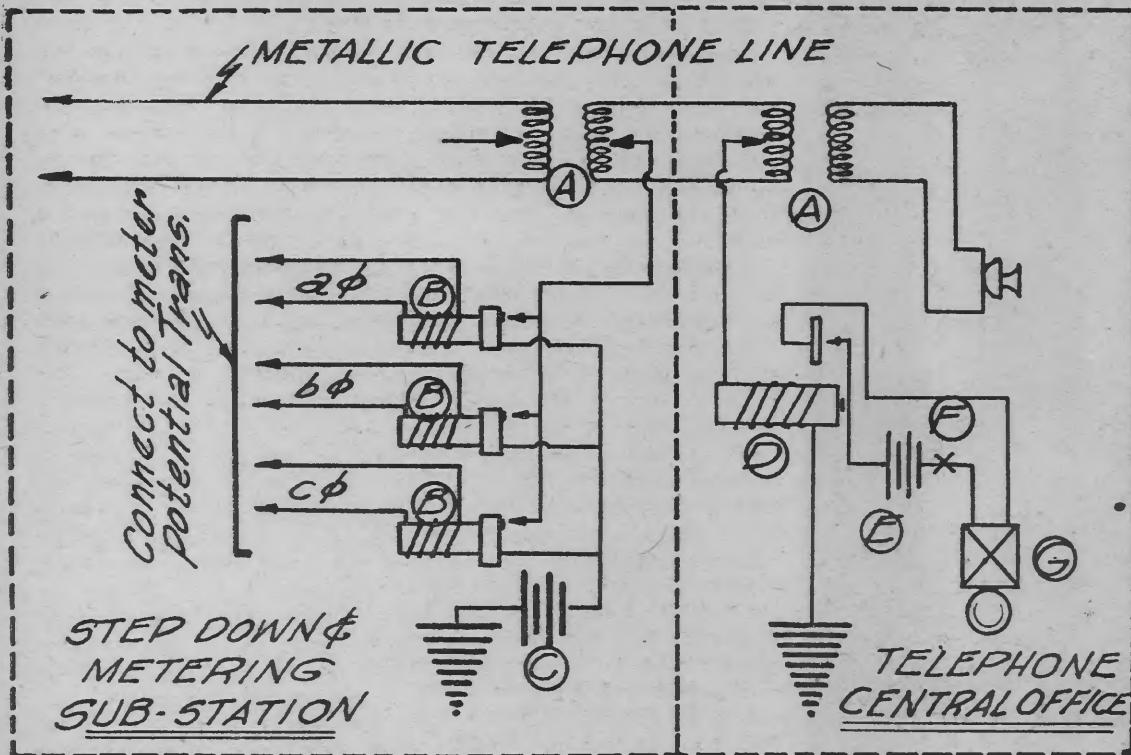 METALLIC TELEPHONE LINE
A
A
Connect to meter
Potential Trans.
aφ
B
bφ
B
cφ
B
C
D
E
F
G
STEP DOWN &
METERING
SUB-STATION
TELEPHONE
CENTRAL OFFICE